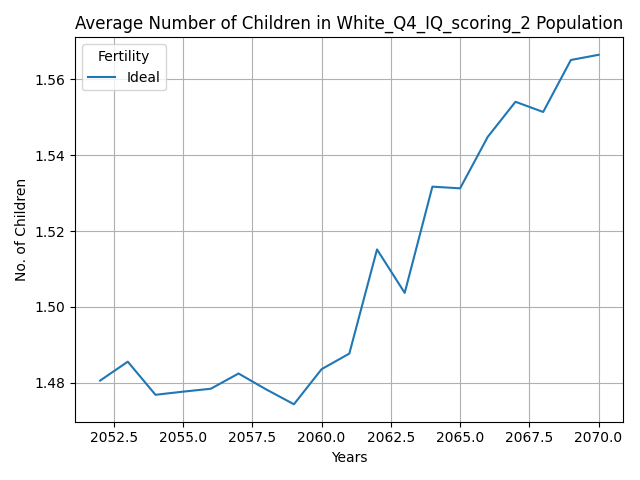 Average Number of Children in White_Q4_IQ_scoring_2 Population
Fertility
Ideal
No. of Children
1.56
1.54
1.52
1.50
1.48
2052.5 2055.0 2057.5 2060.0 2062.5 2065.0 2067.5 2070.0
Years